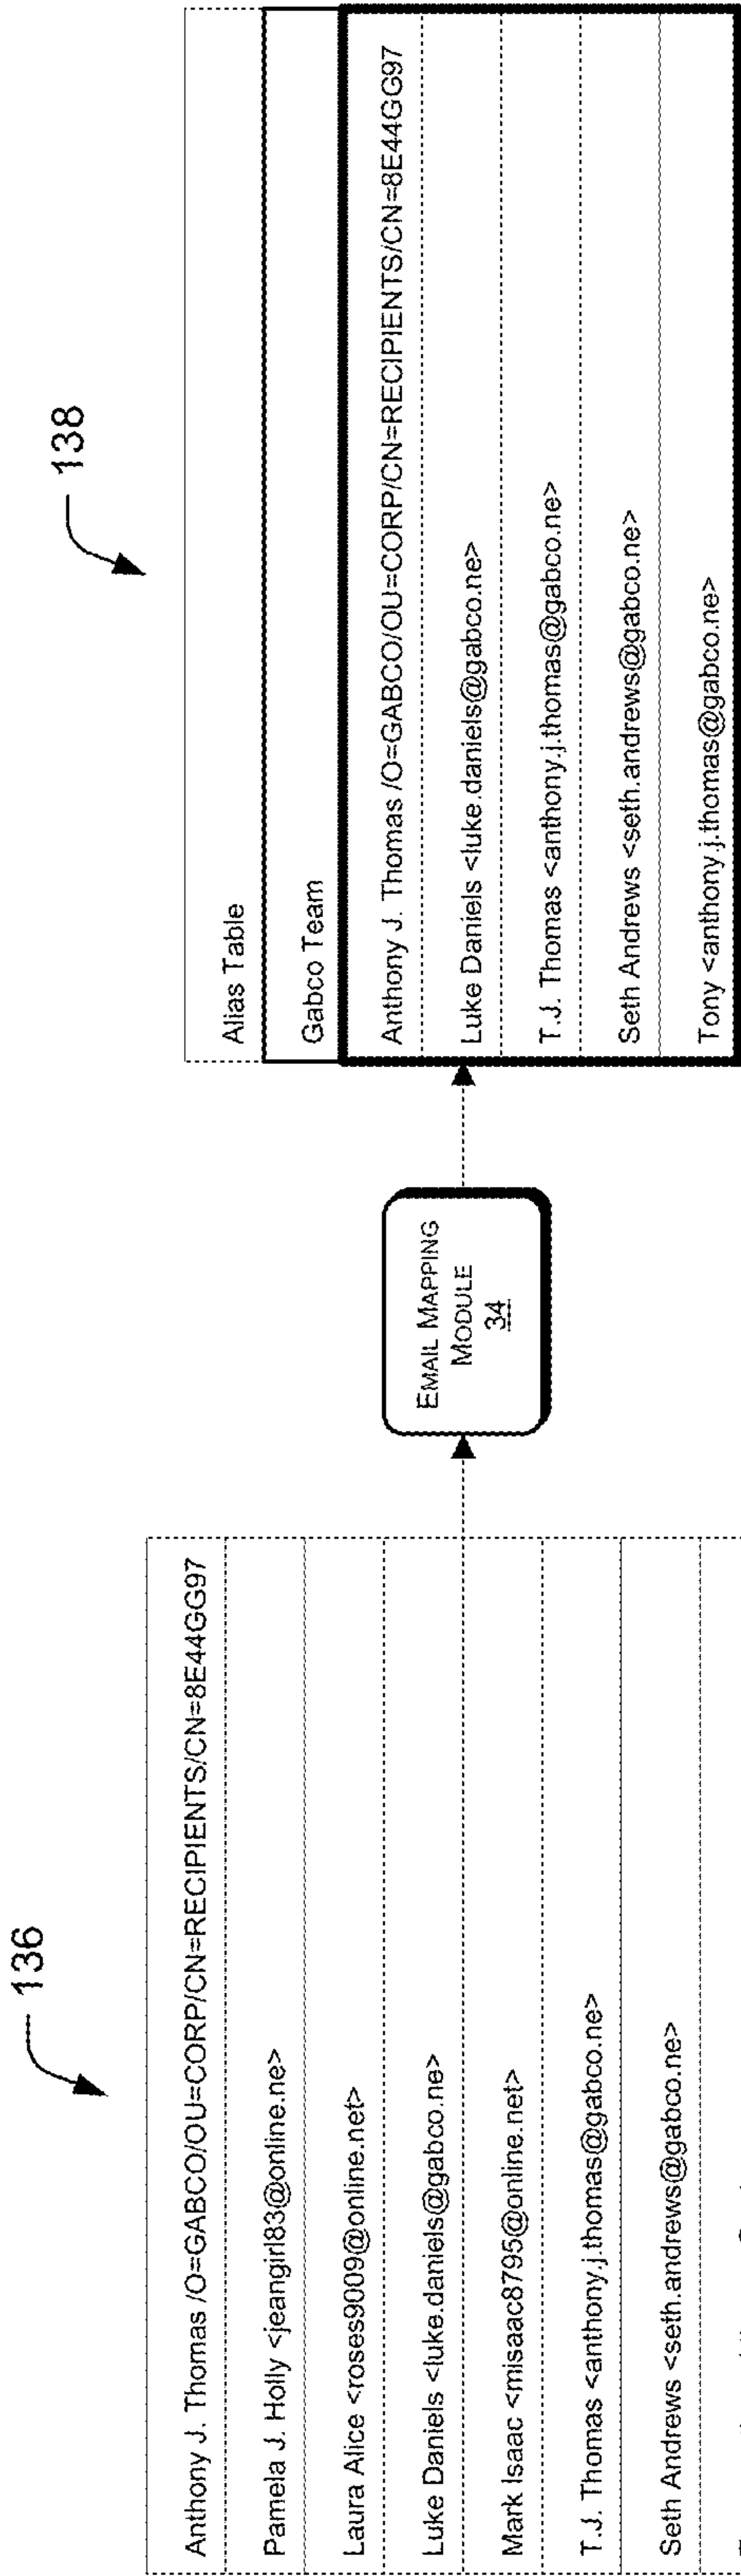 136
Anthony J. Thomas /O=GABCO/OU=CORP/CN=RECIPIENTS/CN=8E44GG97
Pamela J. Holly <jeangirl83@online.ne>
Laura Alice <roses9009@online.net>
Luke Daniels <luke.daniels@gabco.ne>
Mark Isaac <misaac8795@online.net>
T.J. Thomas <anthony.j.thomas@gabco.ne>
Seth Andrews <seth.andrews@gabco.ne>
EMAIL MAPPING
MODULE
34
138
Alias Table
Gabco Team
Anthony J. Thomas /O=GABCO/OU=CORP/CN=RECIPIENTS/CN=8E44GG97
Luke Daniels <luke.daniels@gabco.ne>
T.J. Thomas <anthony.j.thomas@gabco.ne>
Seth Andrews <seth.andrews@gabco.ne>
Tony <anthony.j.thomas@gabco.ne>